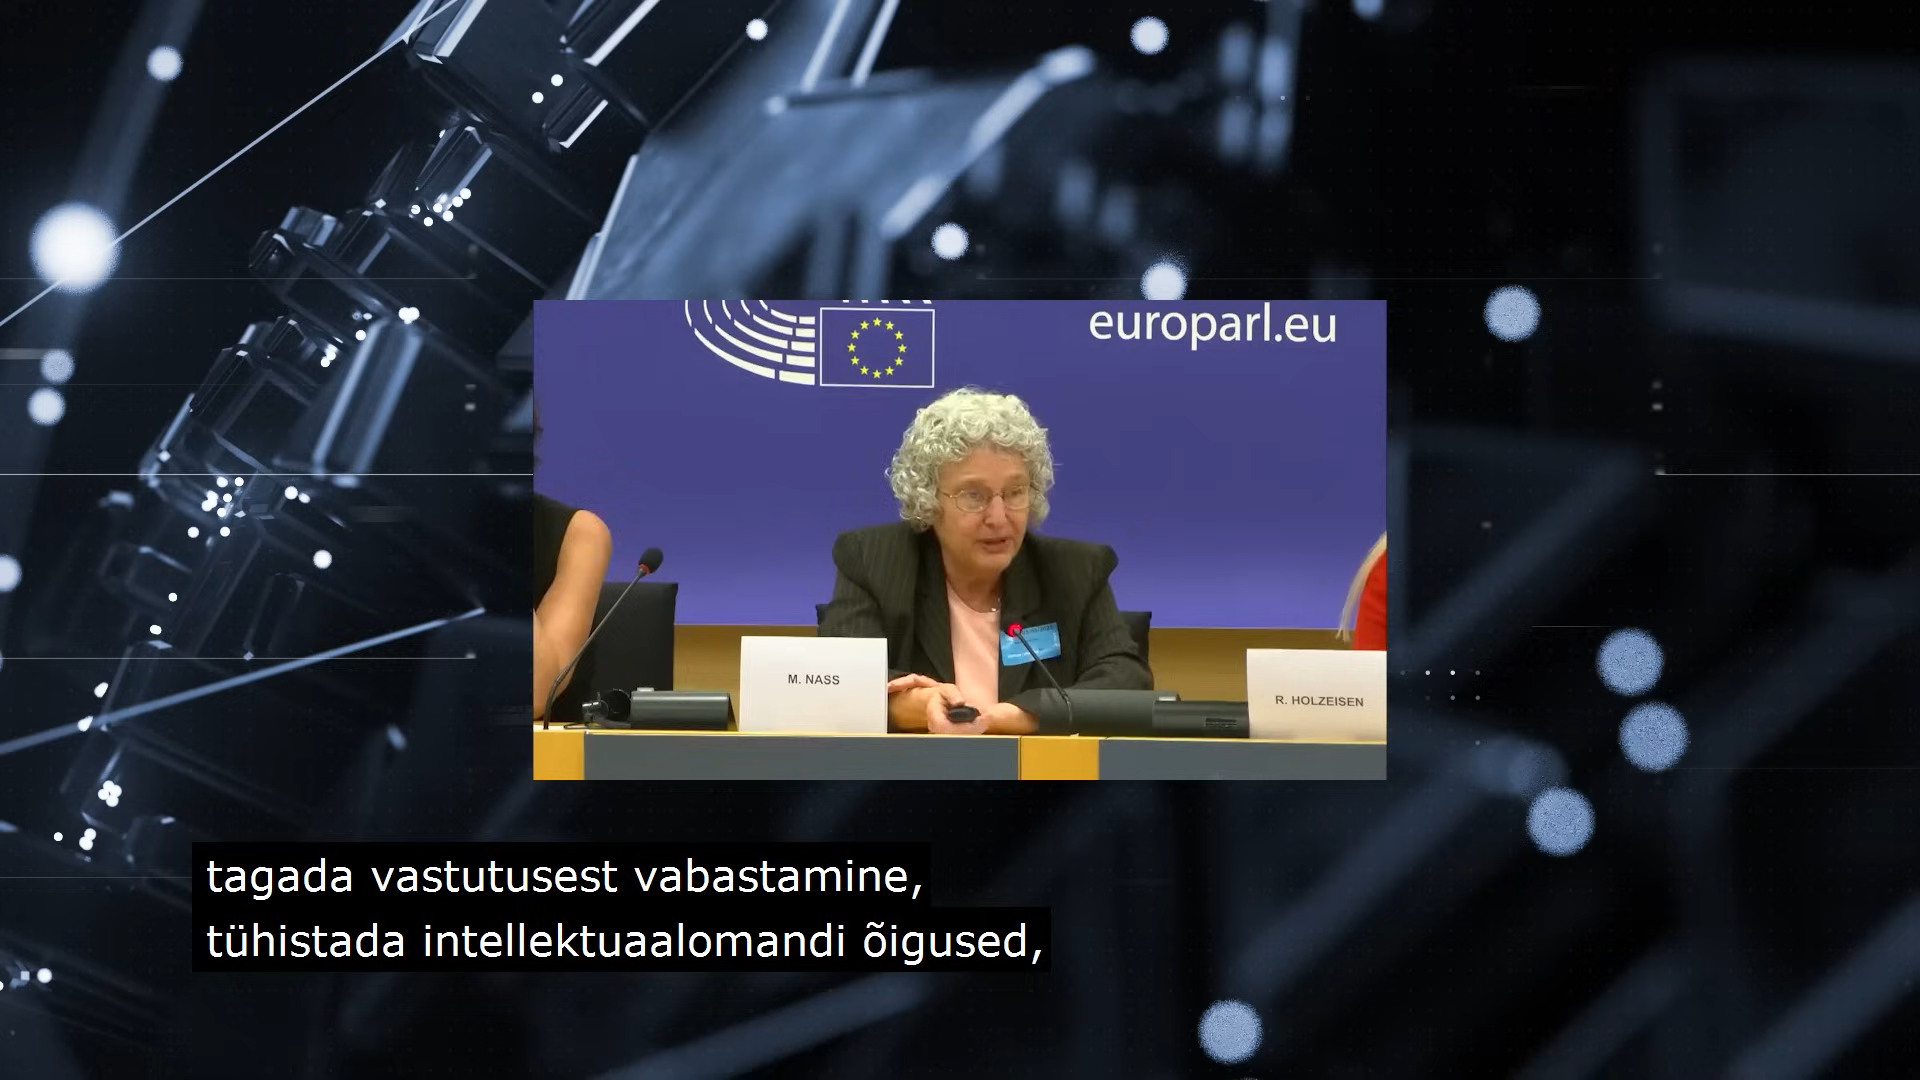 europarl.eu
M. NASS
R. HOLZEISEN
tagada vastutusest vabastamine,
tühistada intellektuaalomandi õigused,